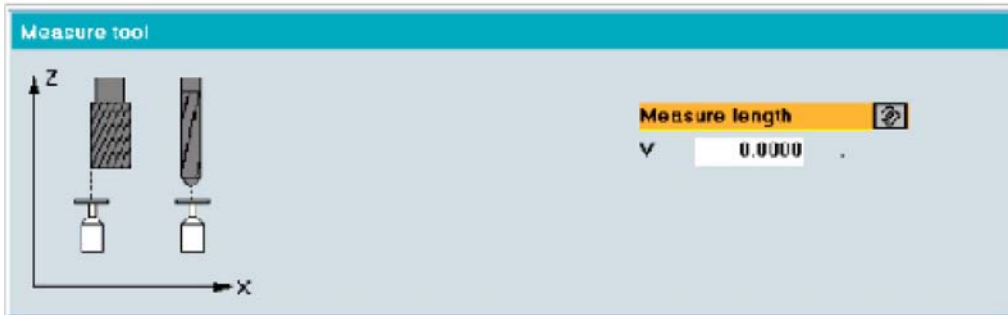 Measure tool
Z
Measure length
V 0.0000 .
X